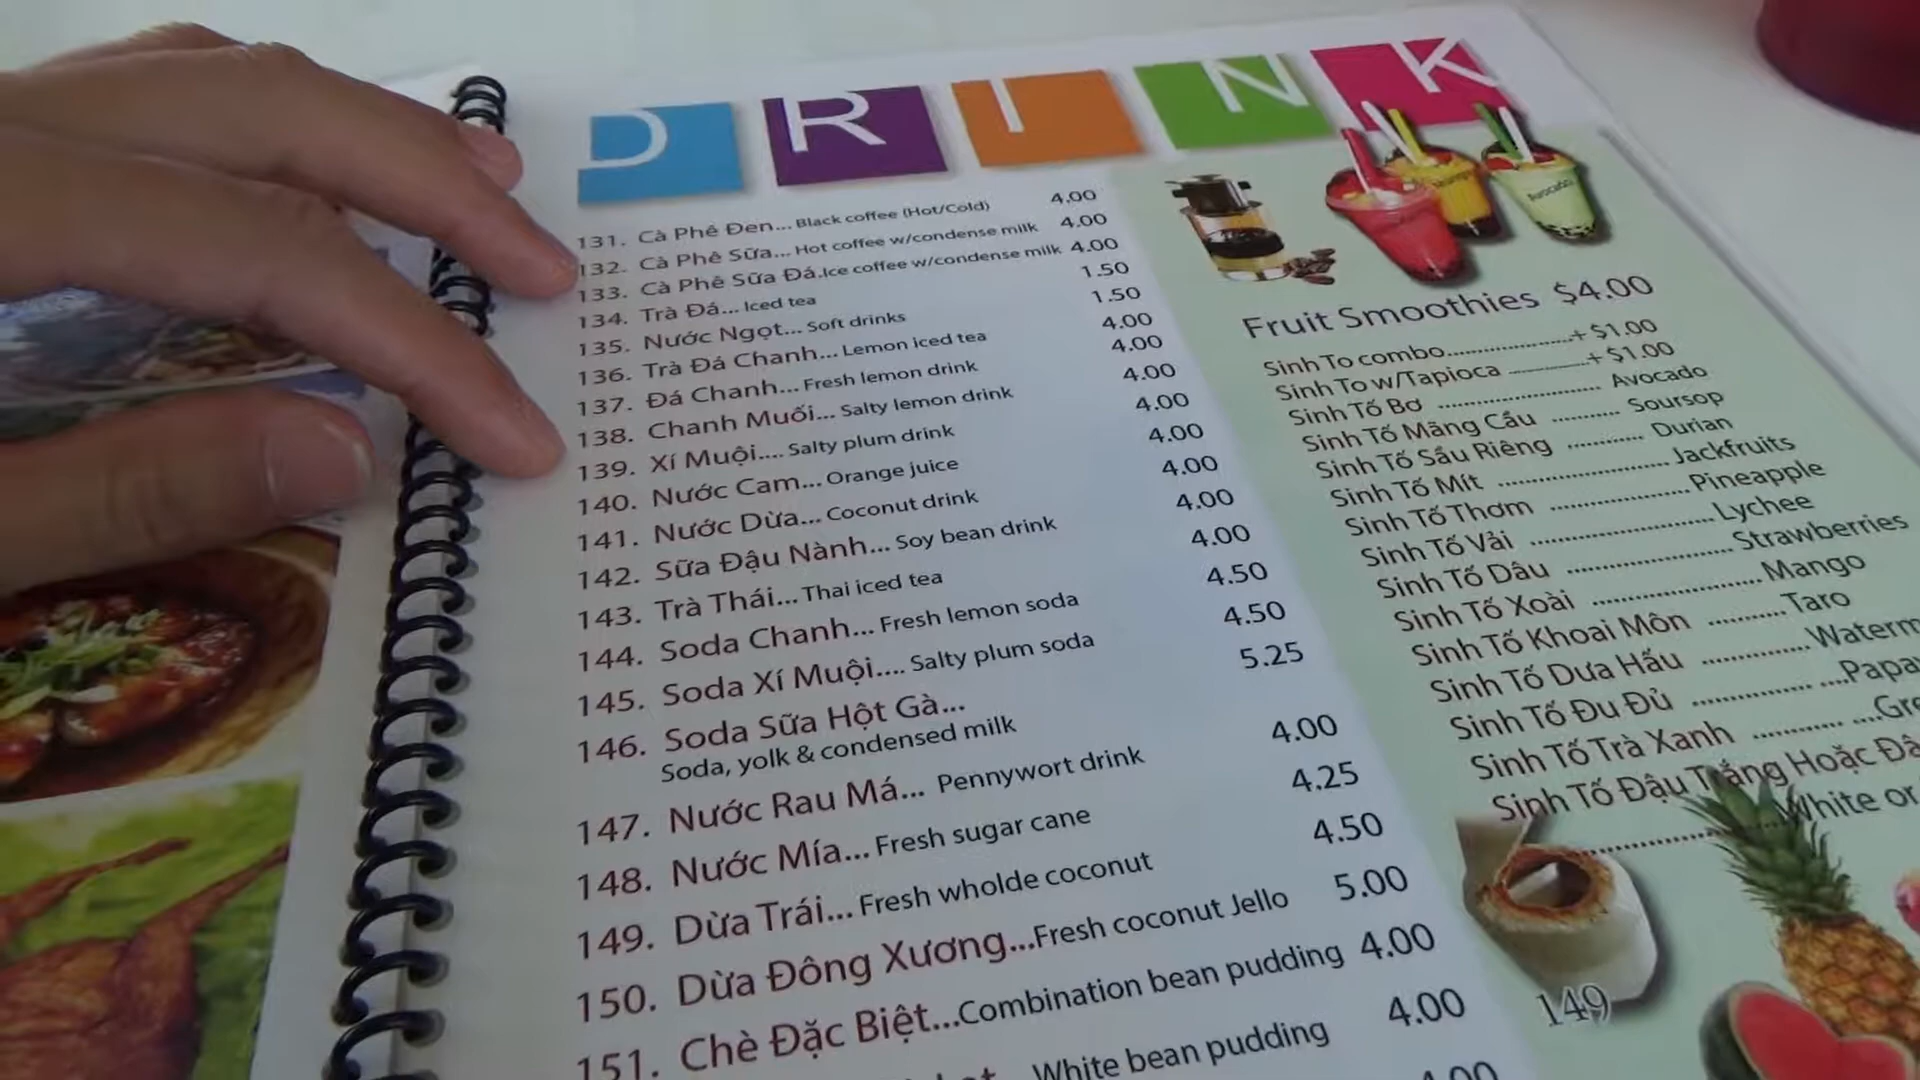 DRINK
131. Cà Phê Đen... Black coffee (Hot/Cold) 4.00
132. Cà Phê Sữa... Hot coffee w/condense milk 4.00
133. Cà Phê Sữa Đá.Ice coffee w/condense milk 4.00
134. Trà Đá... Iced tea 1.50
135. Nước Ngọt... Soft drinks 1.50
136. Trà Đá Chanh... Lemon iced tea 4.00
137. Đá Chanh... Fresh lemon drink 4.00
138. Chanh Muối... Salty lemon drink 4.00
139. Xí Muội.... Salty plum drink 4.00
140. Nước Cam... Orange juice 4.00
141. Nước Dừa... Coconut drink 4.00
142. Sữa Đậu Nành... Soy bean drink 4.00
143. Trà Thái... Thai iced tea 4.00
144. Soda Chanh... Fresh lemon soda 4.50
145. Soda Xí Muội.... Salty plum soda 4.50
146. Soda Sữa Hột Gà... 5.25
Soda, yolk & condensed milk
147. Nước Rau Má... Pennywort drink 4.00
148. Nước Mía... Fresh sugar cane 4.25
149. Dừa Trái... Fresh wholde coconut 4.50
150. Dừa Đông Xương...Fresh coconut Jello 5.00
151. Chè Đặc Biệt...Combination bean pudding 4.00
White bean pudding 4.00
4.00
Fruit Smoothies $4.00
Sinh To combo......................+ $1.00
Sinh To w/Tapioca ................+ $1.00
Sinh Tố Bơ ........................ Avocado
Sinh Tố Mãng Cầu .......... Soursop
Sinh Tố Sầu Riêng ........... Durian
Sinh Tố Mít ........................ Jackfruits
Sinh Tố Thơm ....................Pineapple
Sinh Tố Vải ..........................Lychee
Sinh Tố Dâu .......................Strawberries
Sinh Tố Xoài ........................Mango
Sinh Tố Khoai Môn ..........Taro
Sinh Tố Dưa Hấu ..............Waterm
Sinh Tố Đu Đủ ................Papa
Sinh Tố Trà Xanh .............Gre
Sinh Tố Đậu Trắng Hoặc Đậ
White or
Avocado
149